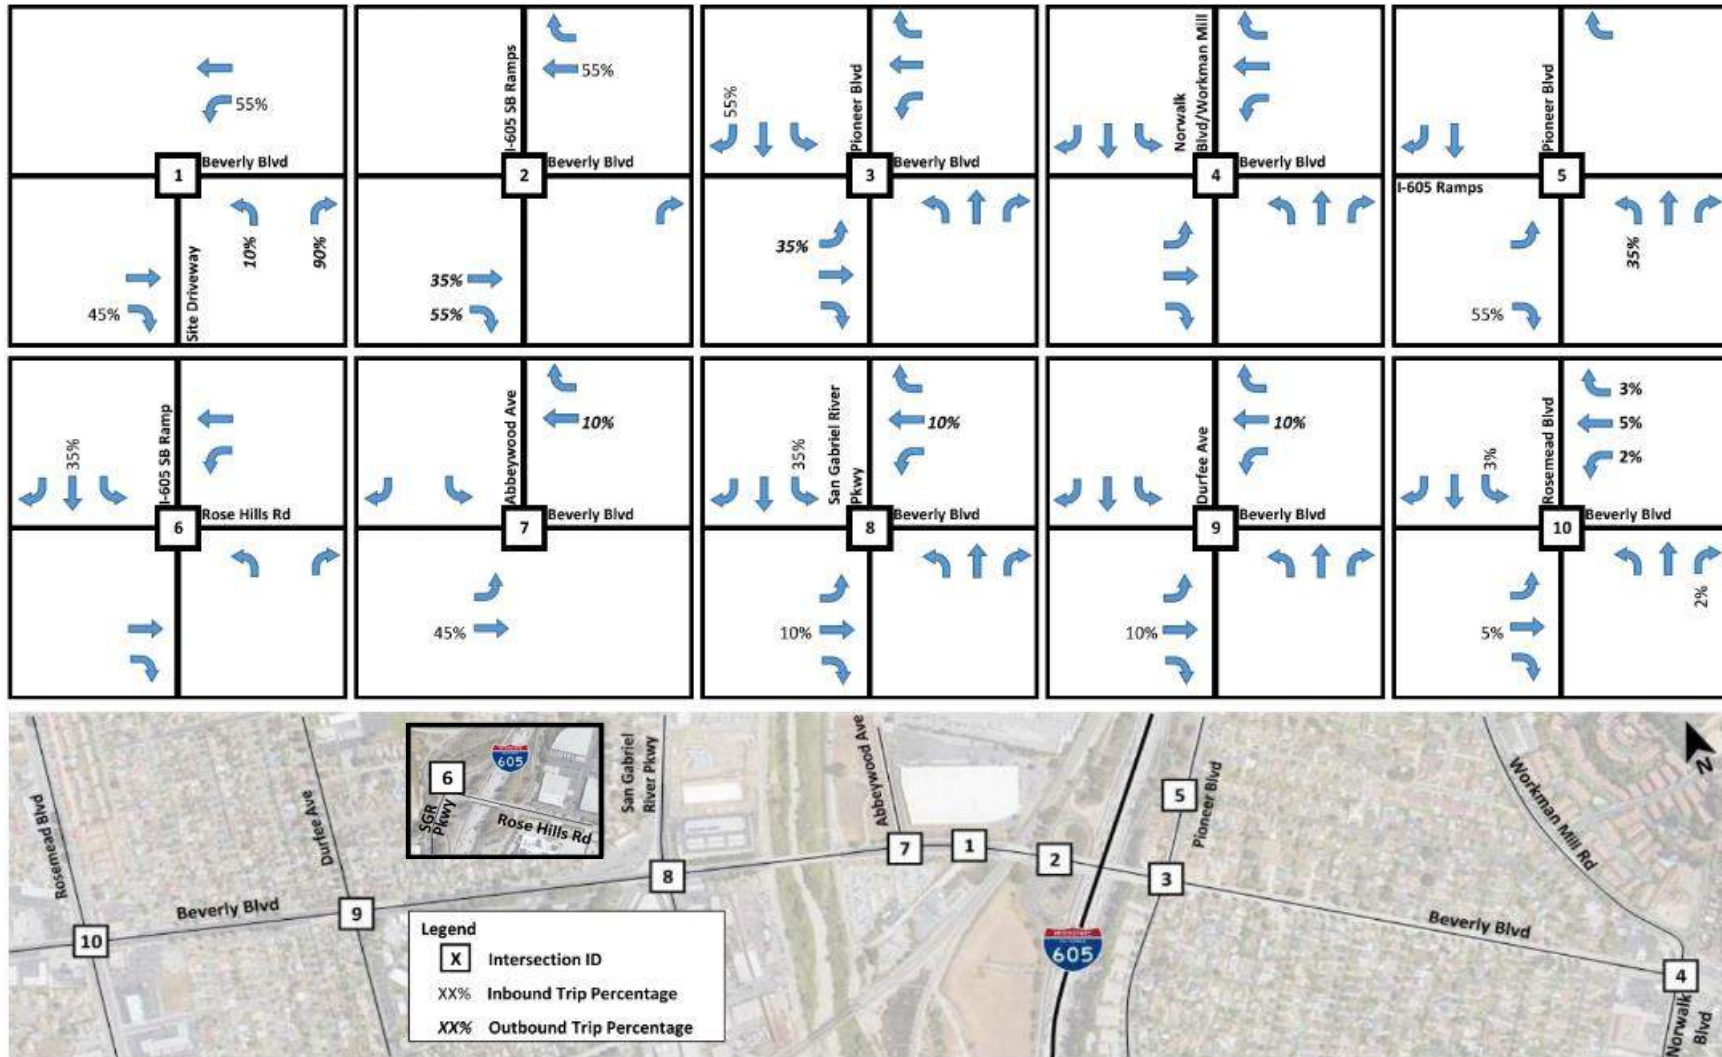 55%
Beverly Blvd
1
10%
90%
45%
Site Driveway
I-605 SB Ramps
55%
Beverly Blvd
2
35%
55%
55%
Pioneer Blvd
Beverly Blvd
3
35%
Norwalk
Blvd/Workman Mill
Beverly Blvd
4
Pioneer Blvd
I-605 Ramps
5
35%
55%
35%
I-605 SB Ramp
Rose Hills Rd
6
Abbeywood Ave
10%
Beverly Blvd
7
45%
35%
San Gabriel River
Pkwy
10%
Beverly Blvd
8
10%
Durfee Ave
10%
Beverly Blvd
9
10%
3%
Rosemead Blvd
3%
5%
2%
Beverly Blvd
10
5%
2%
Rosemead Blvd
Durfee Ave
6
605
SGR
Pkwy
Rose Hills Rd
San Gabriel
River Pkwy
Abbeywood Ave
5
Pioneer Blvd
Workman Mill Rd
N
7
1
2
3
8
9
10
4
Beverly Blvd
Beverly Blvd
605
Norwalk
Blvd
Legend
X Intersection ID
XX% Inbound Trip Percentage
XX% Outbound Trip Percentage